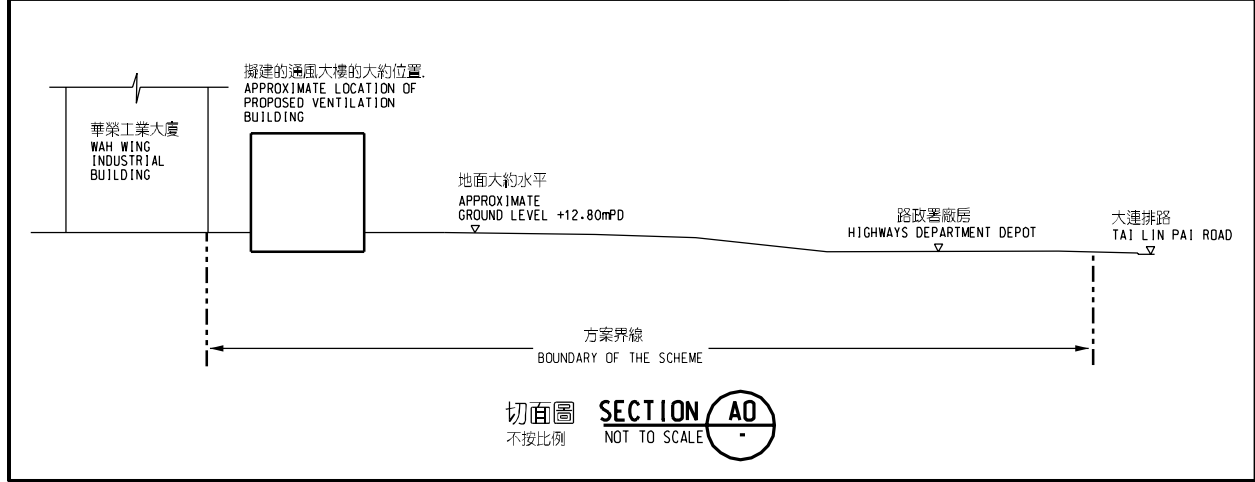 擬建的通風大樓的大約位置.
APPROXIMATE LOCATION OF
PROPOSED VENTILATION
BUILDING
華榮工業大廈
WAH WING
INDUSTRIAL
BUILDING
地面大約水平
APPROXIMATE
GROUND LEVEL +12.80mPD
路政署廠房
HIGHWAYS DEPARTMENT DEPOT
大連排路
TAI LIN PAI ROAD
方案界線
BOUNDARY OF THE SCHEME
切面圖 SECTION A0
不按比例 NOT TO SCALE -